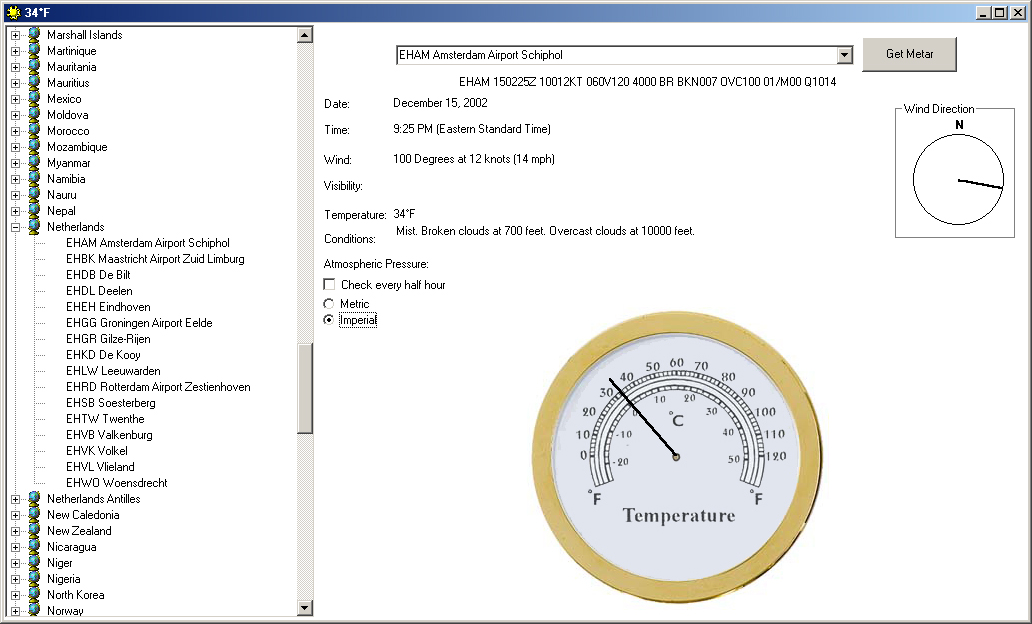 34°F
Marshall Islands
Martinique
Mauritania
Mauritius
Mexico
Moldova
Morocco
Mozambique
Myanmar
Namibia
Nauru
Nepal
Netherlands
EHAM Amsterdam Airport Schiphol
EHBK Maastricht Airport Zuid Limburg
EHDB De Bilt
EHDL Deelen
EHEH Eindhoven
EHGG Groningen Airport Eelde
EHGR Gilze-Rijen
EHKD De Kooy
EHLW Leeuwarden
EHRD Rotterdam Airport Zestienhoven
EHSB Soesterberg
EHTW Twenthe
EHVB Valkenburg
EHVK Volkel
EHVL Vlieland
EHWO Woensdrecht
Netherlands Antilles
New Caledonia
New Zealand
Nicaragua
Niger
Nigeria
North Korea
Norway
EHAM Amsterdam Airport Schiphol
Get Metar
EHAM 150225Z 10012KT 060V120 4000 BR BKN007 OVC100 01/M00 Q1014
Date: December 15, 2002
Time: 9:25 PM (Eastern Standard Time)
Wind: 100 Degrees at 12 knots (14 mph)
Visibility:
Temperature: 34°F
Conditions: Mist. Broken clouds at 700 feet. Overcast clouds at 10000 feet.
Atmospheric Pressure:
Check every half hour
Metric
Imperial
Wind Direction
N
0 10 20 30 40 50 60 70 80 90 100 110 120
-20 -10 0 10 20 30 40 50
°C
°F °F
Temperature